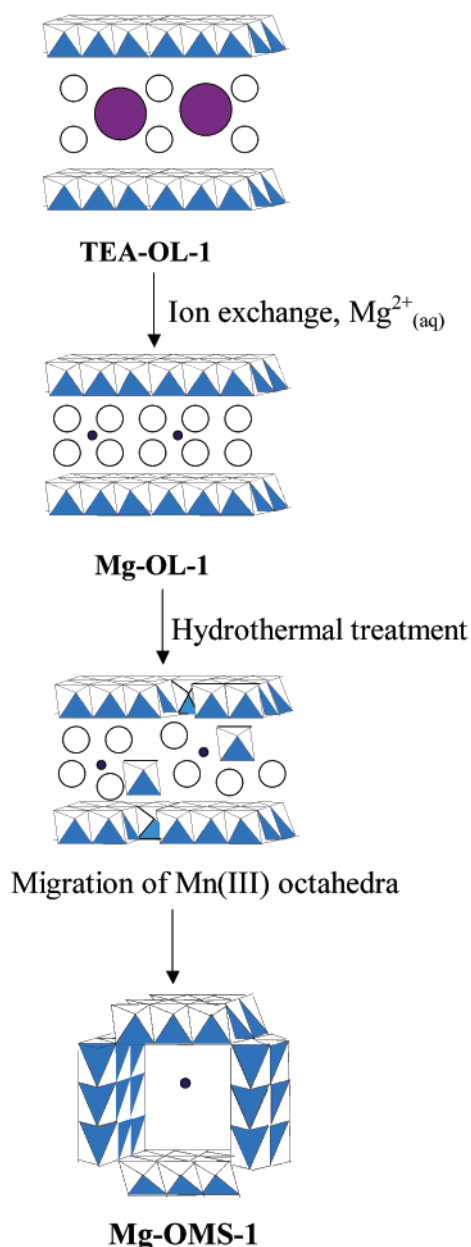 TEA-OL-1
Ion exchange, Mg²⁺₍aq₎
Mg-OL-1
Hydrothermal treatment
Migration of Mn(III) octahedra
Mg-OMS-1